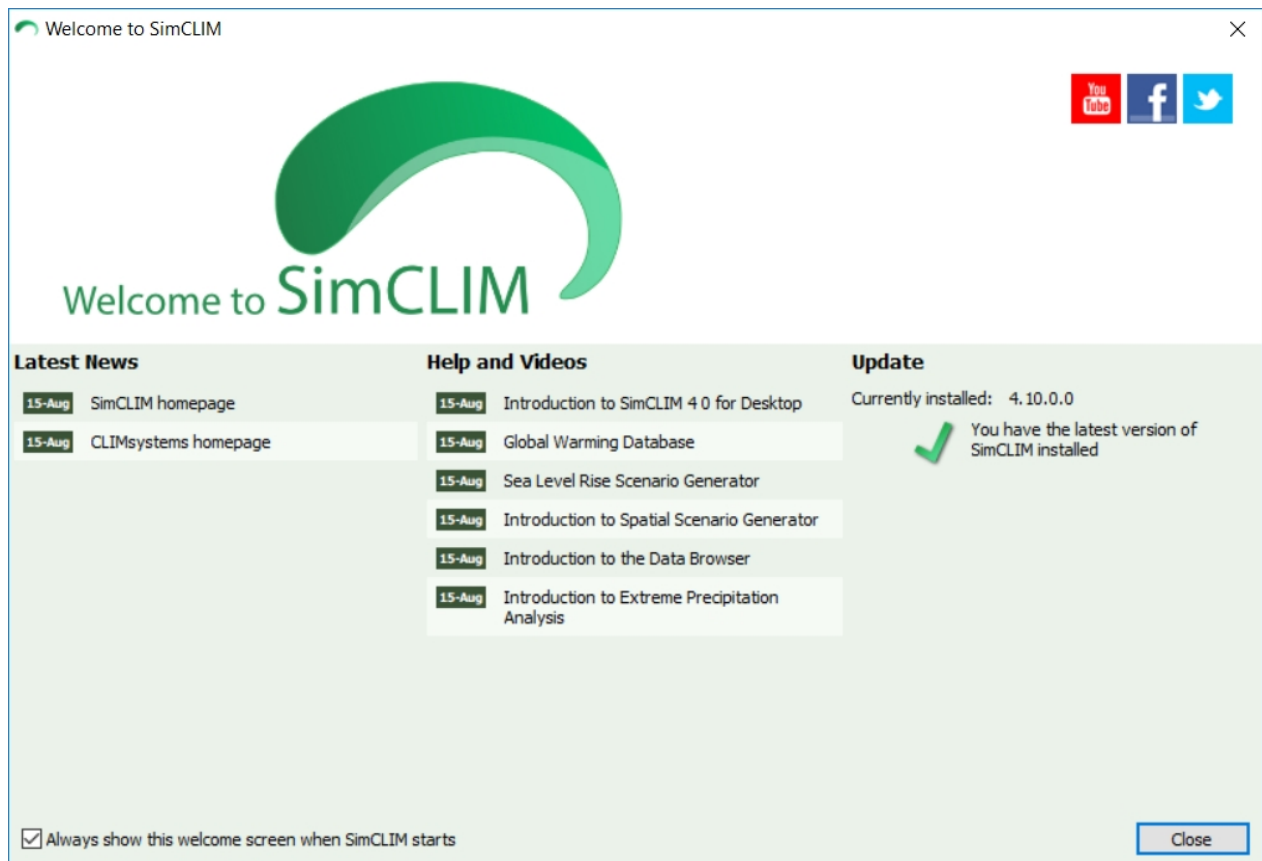 Welcome to SimCLIM
You
Tube
f
Welcome to SimCLIM
Latest News
15-Aug SimCLIM homepage
15-Aug CLIMsystems homepage
Help and Videos
15-Aug Introduction to SimCLIM 4 0 for Desktop
15-Aug Global Warming Database
15-Aug Sea Level Rise Scenario Generator
15-Aug Introduction to Spatial Scenario Generator
15-Aug Introduction to the Data Browser
15-Aug Introduction to Extreme Precipitation
Analysis
Update
Currently installed: 4.10.0.0
You have the latest version of
SimCLIM installed
Always show this welcome screen when SimCLIM starts
Close